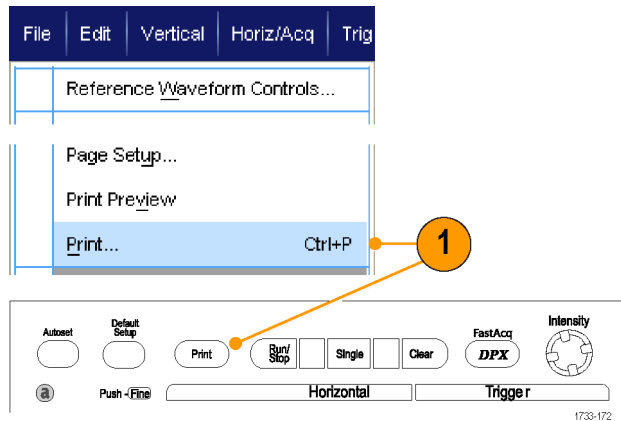 File Edit Vertical Horiz/Acq Trig
Reference Waveform Controls...
Page Setup...
Print Preview
Print... Ctrl+P
1
Autoset
Default Setup
Print
Run/Stop
Single
Clear
FastAcq
DPX
Intensity
a
Push - Fine
Horizontal
Trigger
1733-172